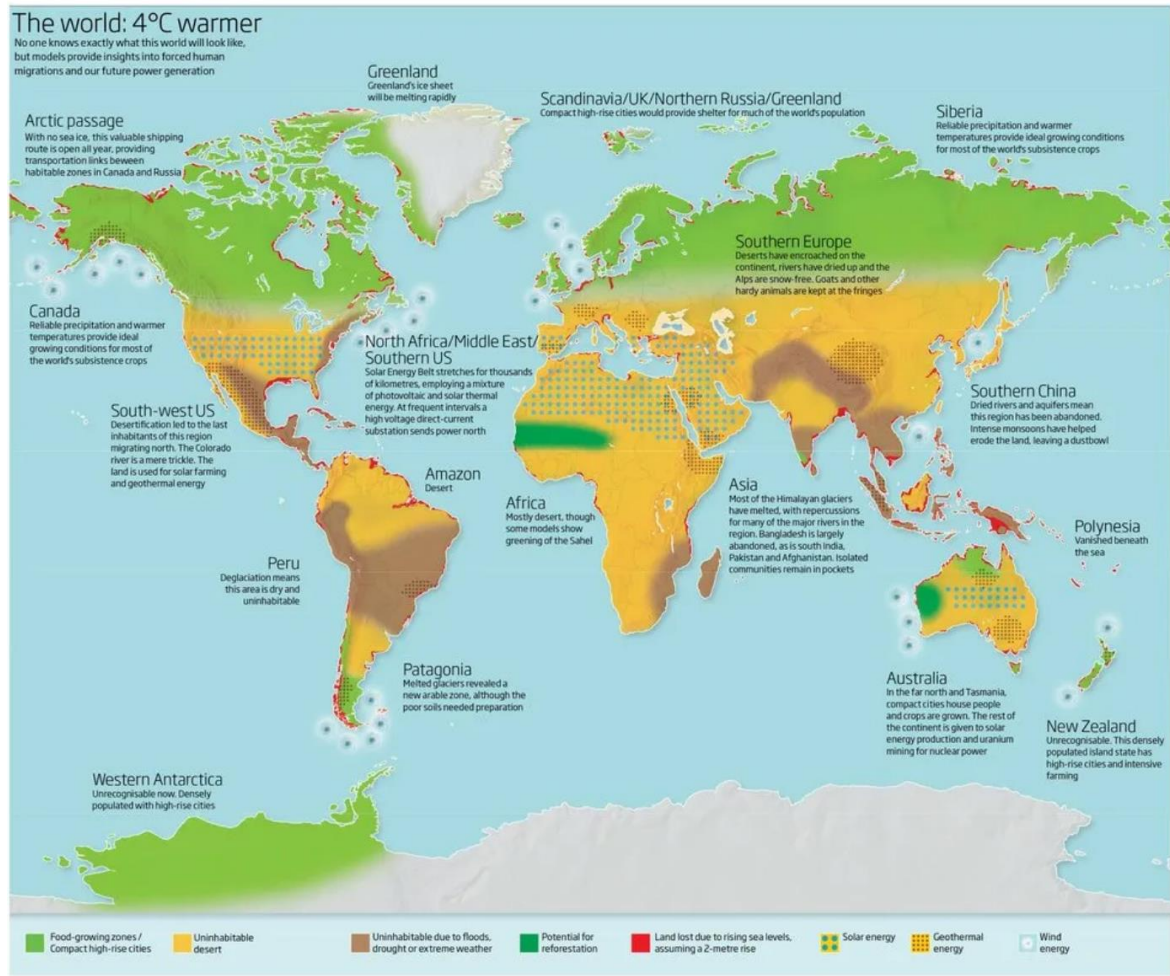 The world: 4°C warmer
No one knows exactly what this world will look like,
but models provide insights into forced human
migrations and our future power generation
Greenland
Greenland's ice sheet
will be melting rapidly
Scandinavia/UK/Northern Russia/Greenland
Compact high-rise cities would provide shelter for much of the world's population
Siberia
Reliable precipitation and warmer
temperatures provide ideal growing conditions
for most of the world's subsistence crops
Arctic passage
With no sea ice, this valuable shipping
route is open all year, providing
transportation links beween
habitable zones in Canada and Russia
Southern Europe
Deserts have encroached on the
continent, rivers have dried up and the
Alps are snow-free. Goats and other
hardy animals are kept at the fringes
Canada
Reliable precipitation and warmer
temperatures provide ideal
growing conditions for most of
the world's subsistence crops
North Africa/Middle East/
Southern US
Solar Energy Belt stretches for thousands
of kilometres, employing a mixture
of photovoltaic and solar thermal
energy. At frequent intervals a
high voltage direct-current
substation sends power north
South-west US
Desertification led to the last
inhabitants of this region
migrating north. The Colorado
river is a mere trickle. The
land is used for solar farming
and geothermal energy
Southern China
Dried rivers and aquifers mean
this region has been abandoned.
Intense monsoons have helped
erode the land, leaving a dustbowl
Amazon
Desert
Africa
Mostly desert, though
some models show
greening of the Sahel
Asia
Most of the Himalayan glaciers
have melted, with repercussions
for many of the major rivers in the
region. Bangladesh is largely
abandoned, as is south India,
Pakistan and Afghanistan. Isolated
communities remain in pockets
Polynesia
Vanished beneath
the sea
Peru
Deglaciation means
this area is dry and
uninhabitable
Patagonia
Melted glaciers revealed a
new arable zone, although the
poor soils needed preparation
Australia
In the far north and Tasmania,
compact cities house people
and crops are grown. The rest of
the continent is given to solar
energy production and uranium
mining for nuclear power
New Zealand
Unrecognisable. This densely
populated island state has
high-rise cities and intensive
farming
Western Antarctica
Unrecognisable now. Densely
populated with high-rise cities
Food-growing zones /
Compact high-rise cities
Uninhabitable
desert
Uninhabitable due to floods,
drought or extreme weather
Potential for
reforestation
Land lost due to rising sea levels,
assuming a 2-metre rise
Solar energy
Geothermal
energy
Wind
energy